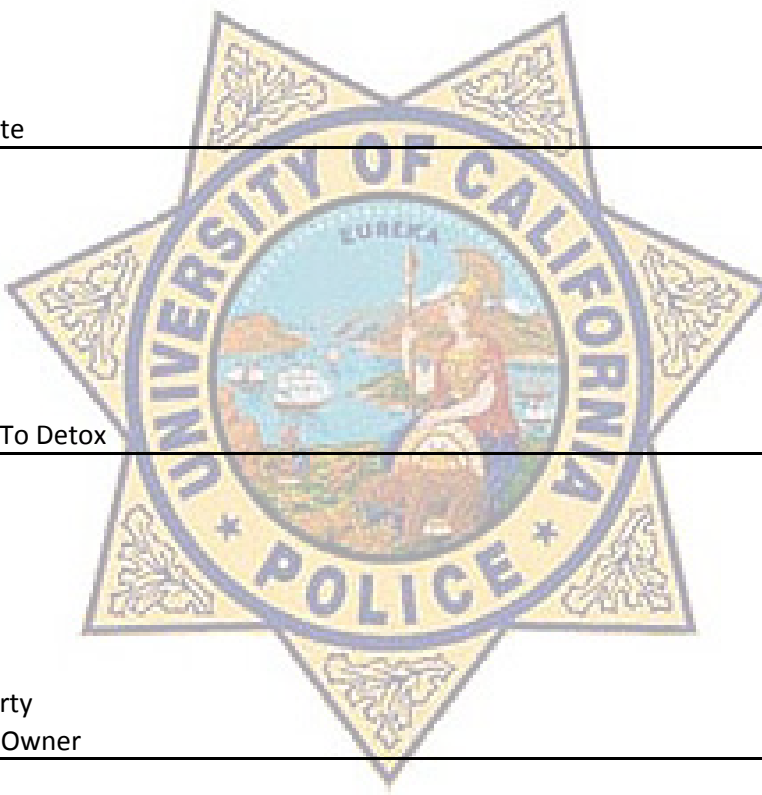 te
UNIVERSITY OF CALIFORNIA
EUREKA
To Detox
POLICE
rty
Owner